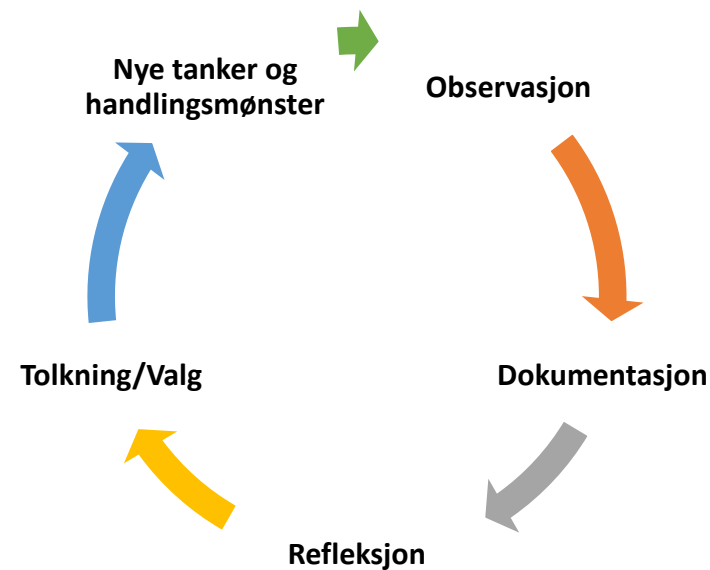 Nye tanker og
handlingsmønster
Observasjon
Dokumentasjon
Refleksjon
Tolkning/Valg